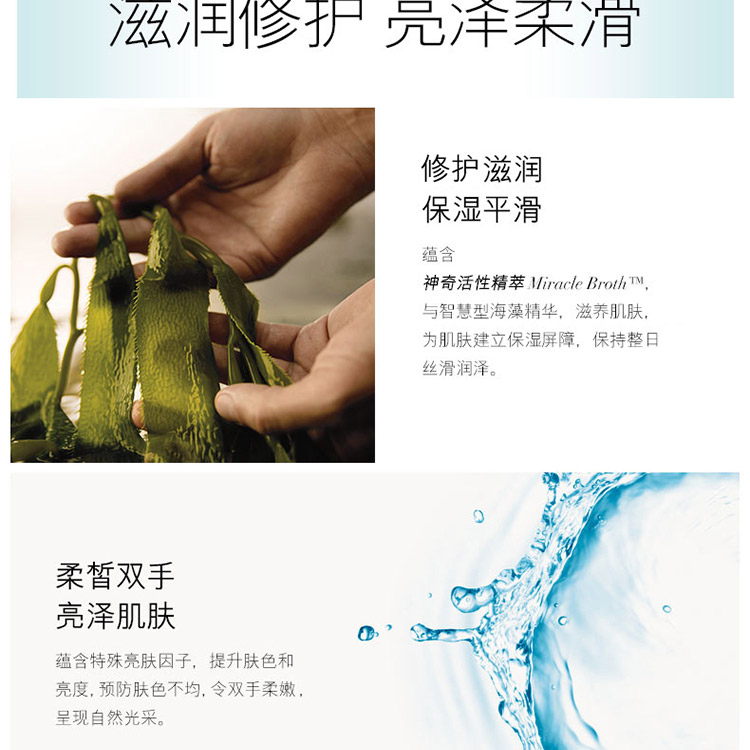 滋润修护 亮泽柔滑
修护滋润
保湿平滑
蕴含
神奇活性精萃 Miracle Broth™,
与智慧型海藻精华, 滋养肌肤,
为肌肤建立保湿屏障, 保持整日
丝滑润泽。
柔皙双手
亮泽肌肤
蕴含特殊亮肤因子, 提升肤色和
亮度, 预防肤色不均, 令双手柔嫩,
呈现自然光采。